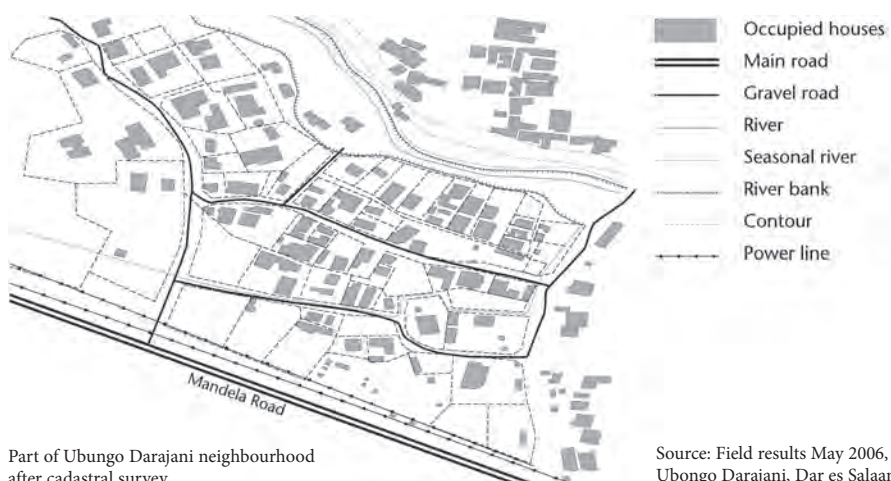 Occupied houses
Main road
Gravel road
River
Seasonal river
River bank
Contour
Power line
Mandela Road
Part of Ubungo Darajani neighbourhood
after cadastral survey
Source: Field results May 2006,
Ubongo Darajani, Dar es Salaam